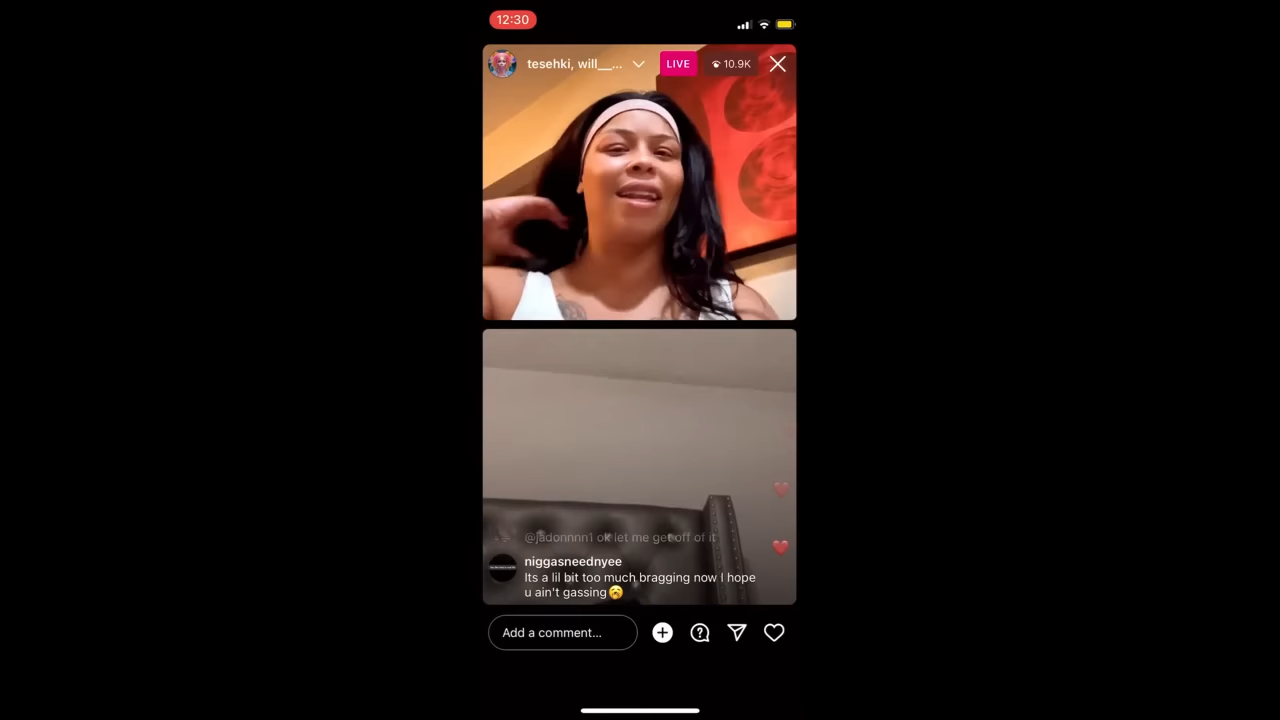 12:30
tesehki, will__... LIVE 10.9K
@jadonnnn1 ok let me get off of it
niggasneednyee
Its a lil bit too much bragging now I hope
u ain't gassing😭
Add a comment...